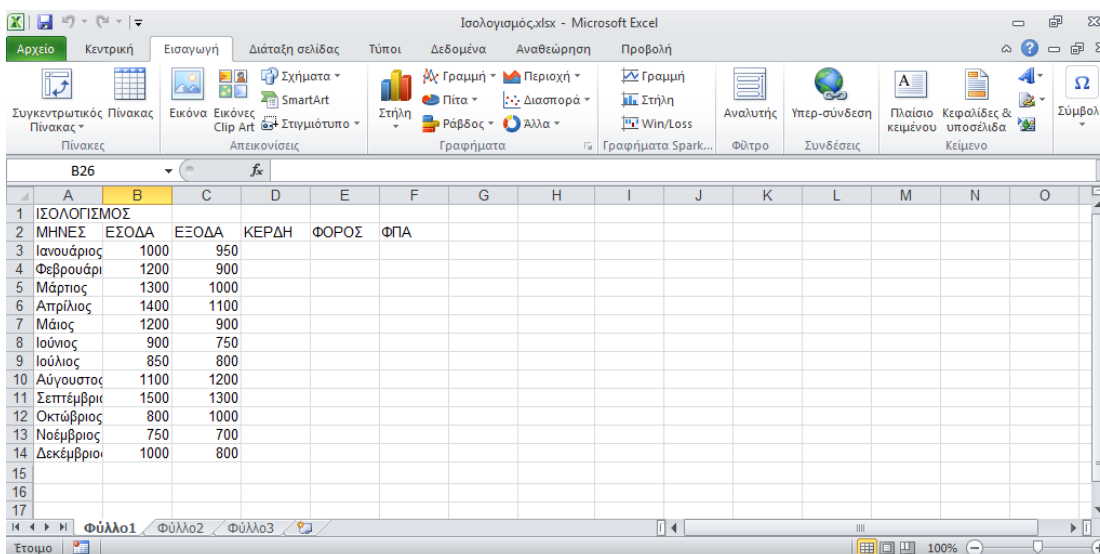 Ισολογισμός.xlsx - Microsoft Excel
Αρχείο Κεντρική Εισαγωγή Διάταξη σελίδας Τύποι Δεδομένα Αναθεώρηση Προβολή
Συγκεντρωτικός Πίνακας Πίνακας Εικόνα Εικόνες Clip Art Σχήματα SmartArt Στιγμιότυπο Στήλη Γραμμή Πίτα Ράβδος Περιοχή Διασπορά Άλλα Γραμμή Στήλη Win/Loss Αναλυτής Υπερ-σύνδεση Πλαίσιο κειμένου Κεφαλίδες & υποσέλιδα Σύμβολ
Πίνακες Απεικονίσεις Γραφήματα Γραφήματα Spark... Φίλτρο Συνδέσεις Κείμενο
B26 fx
A B C D E F G H I J K L M N O
1 ΙΣΟΛΟΓΙΣΜΟΣ
2 ΜΗΝΕΣ ΕΣΟΔΑ ΕΞΟΔΑ ΚΕΡΔΗ ΦΟΡΟΣ ΦΠΑ
3 Ιανουάριος 1000 950
4 Φεβρουάρι 1200 900
5 Μάρτιος 1300 1000
6 Απρίλιος 1400 1100
7 Μάιος 1200 900
8 Ιούνιος 900 750
9 Ιούλιος 850 800
10 Αύγουστος 1100 1200
11 Σεπτέμβριο 1500 1300
12 Οκτώβριος 800 1000
13 Νοέμβριος 750 700
14 Δεκέμβριο 1000 800
15
16
17
Φύλλο1 Φύλλο2 Φύλλο3
Έτοιμο 100%